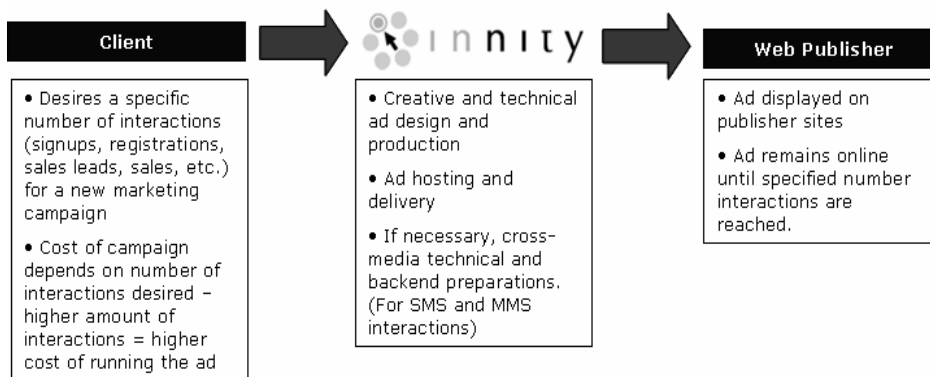 Client
• Desires a specific
number of interactions
(signups, registrations,
sales leads, sales, etc.)
for a new marketing
campaign
• Cost of campaign
depends on number of
interactions desired –
higher amount of
interactions = higher
cost of running the ad
innity
• Creative and technical
ad design and
production
• Ad hosting and
delivery
• If necessary, cross-
media technical and
backend preparations.
(For SMS and MMS
interactions)
Web Publisher
• Ad displayed on
publisher sites
• Ad remains online
until specified number
interactions are
reached.